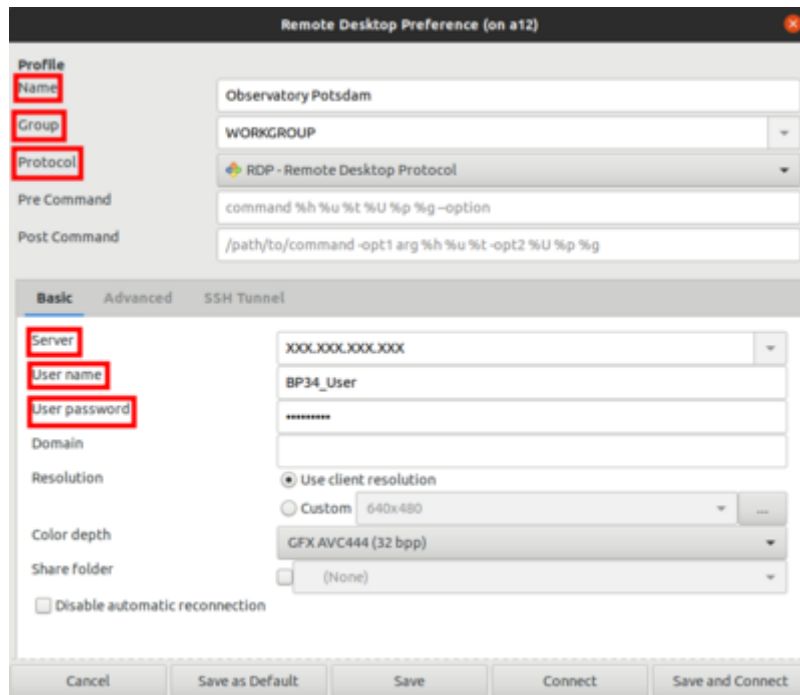 Remote Desktop Preference (on a12)
Profile
Name
Observatory Potsdam
Group
WORKGROUP
Protocol
RDP - Remote Desktop Protocol
Pre Command
command %h %u %t %U %p %g --option
Post Command
/path/to/command -opt1 arg %h %u %t -opt2 %U %p %g
Basic Advanced SSH Tunnel
Server
XXX.XXX.XXX.XXX
User name
BP34_User
User password
•••••••••
Domain
Resolution
Use client resolution
Custom 640x480 ...
Color depth
GFX AVC444 (32 bpp)
Share folder
(None)
Disable automatic reconnection
Cancel Save as Default Save Connect Save and Connect